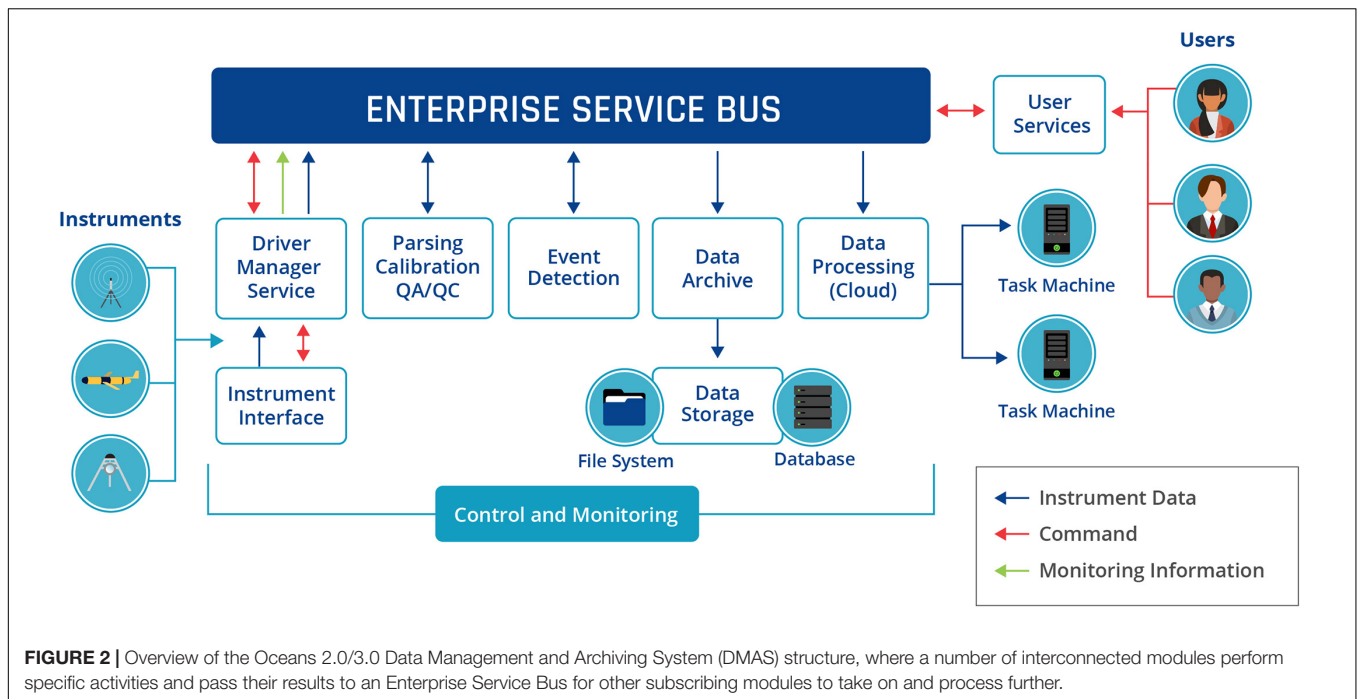 ENTERPRISE SERVICE BUS
User
Services
Users
Instruments
Driver
Manager
Service
Parsing
Calibration
QA/QC
Event
Detection
Data
Archive
Data
Processing
(Cloud)
Task Machine
Task Machine
Instrument
Interface
Data
Storage
File System
Database
Control and Monitoring
Instrument Data
Command
Monitoring Information
FIGURE 2 | Overview of the Oceans 2.0/3.0 Data Management and Archiving System (DMAS) structure, where a number of interconnected modules perform
specific activities and pass their results to an Enterprise Service Bus for other subscribing modules to take on and process further.